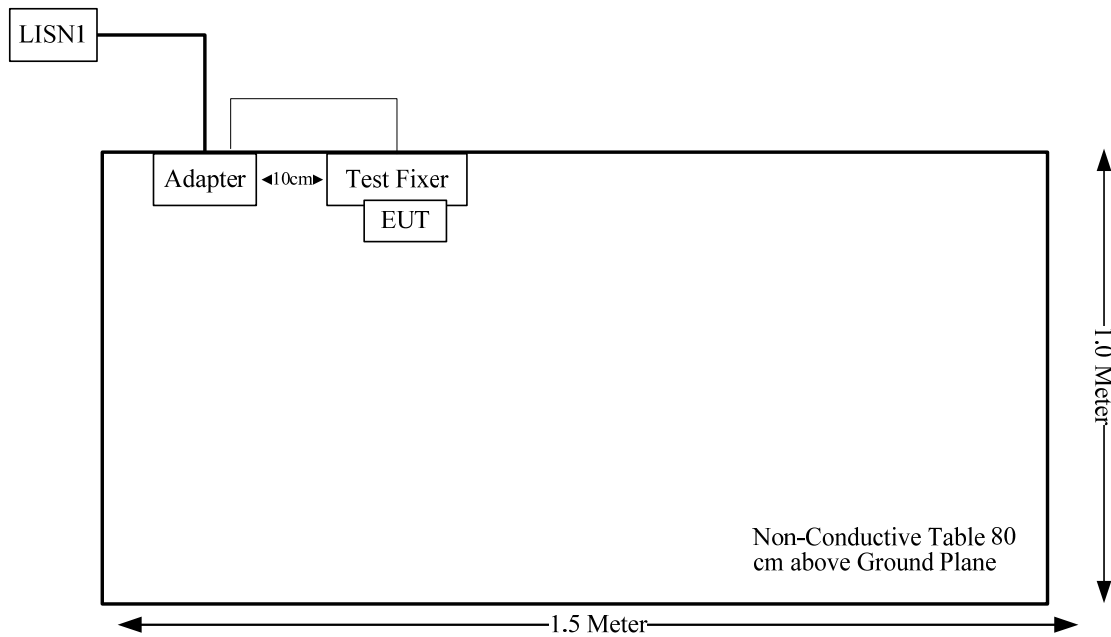 LISN1
Adapter
10cm
Test Fixer
EUT
1.0 Meter
Non-Conductive Table 80
cm above Ground Plane
1.5 Meter